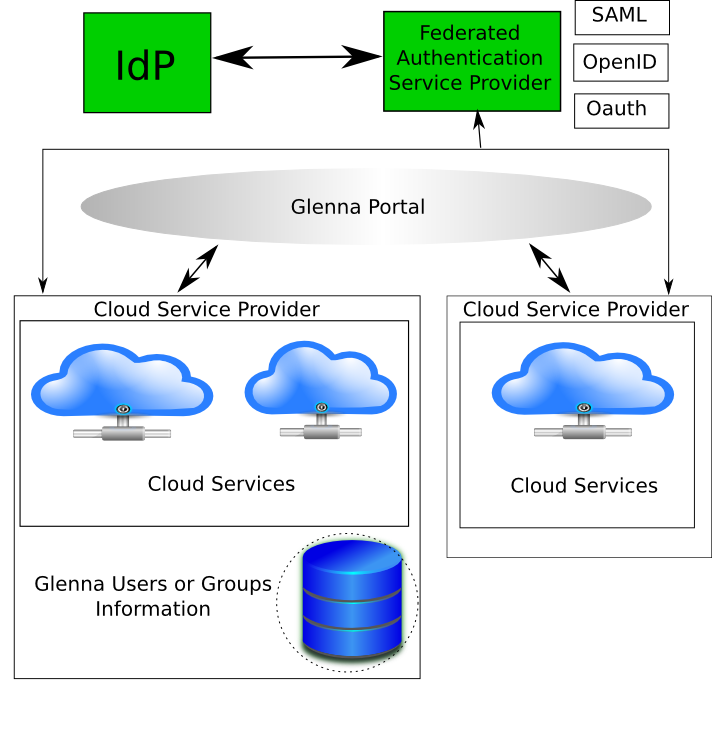 IdP
Federated
Authentication
Service Provider
SAML
OpenID
Oauth
Glenna Portal
Cloud Service Provider
Cloud Services
Glenna Users or Groups
Information
Cloud Service Provider
Cloud Services